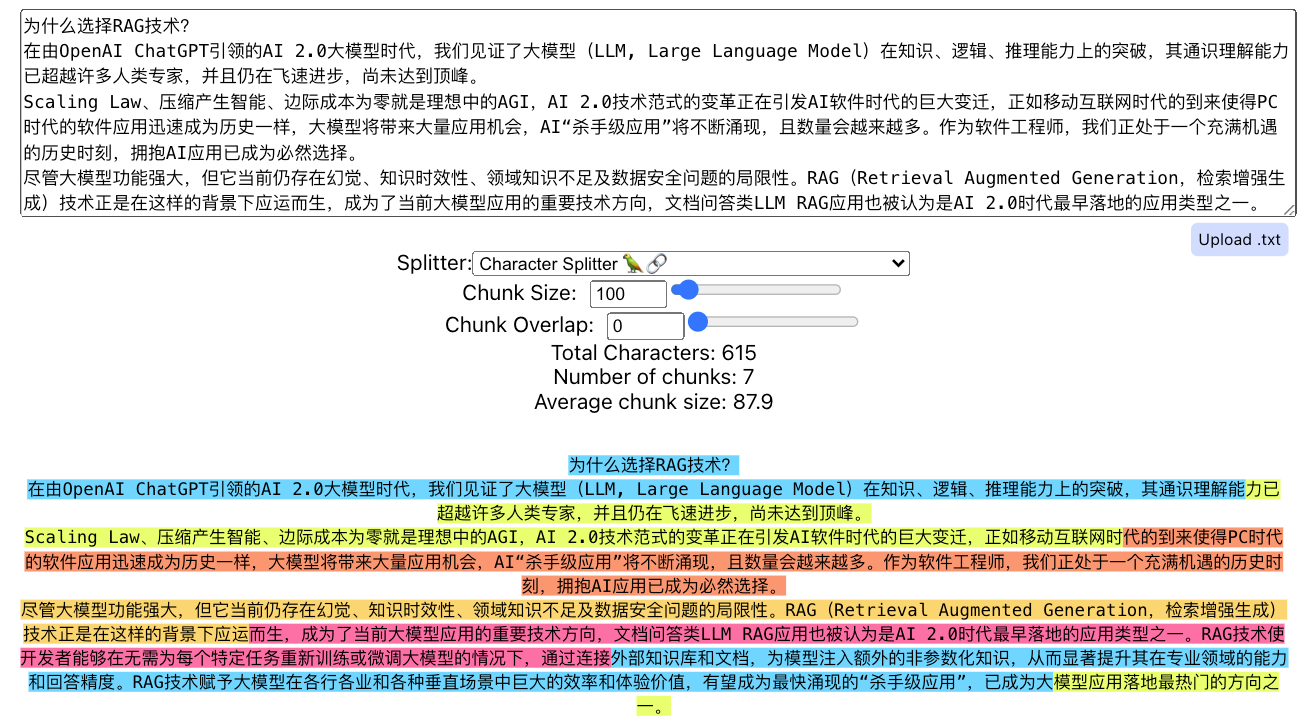 为什么选择RAG技术?
在由OpenAI ChatGPT引领的AI 2.0大模型时代，我们见证了大模型（LLM, Large Language Model）在知识、逻辑、推理能力上的突破，其通识理解能力
已超越许多人类专家，并且仍在飞速进步，尚未达到顶峰。
Scaling Law、压缩产生智能、边际成本为零就是理想中的AGI，AI 2.0技术范式的变革正在引发AI软件时代的巨大变迁，正如移动互联网时代的到来使得PC
时代的软件应用迅速成为历史一样，大模型将带来大量应用机会，AI“杀手级应用”将不断涌现，且数量会越来越多。作为软件工程师，我们正处于一个充满机遇
的历史时刻，拥抱AI应用已成为必然选择。
尽管大模型功能强大，但它当前仍存在幻觉、知识时效性、领域知识不足及数据安全问题的局限性。RAG（Retrieval Augmented Generation，检索增强生
成）技术正是在这样的背景下应运而生，成为了当前大模型应用的重要技术方向，文档问答类LLM RAG应用也被认为是AI 2.0时代最早落地的应用类型之一。
Upload .txt
Splitter: Character Splitter 🦜🔗
Chunk Size: 100
Chunk Overlap: 0
Total Characters: 615
Number of chunks: 7
Average chunk size: 87.9
为什么选择RAG技术?
在由OpenAI ChatGPT引领的AI 2.0大模型时代，我们见证了大模型（LLM, Large Language Model）在知识、逻辑、推理能力上的突破，其通识理解能力已
超越许多人类专家，并且仍在飞速进步，尚未达到顶峰。
Scaling Law、压缩产生智能、边际成本为零就是理想中的AGI，AI 2.0技术范式的变革正在引发AI软件时代的巨大变迁，正如移动互联网时代的到来使得PC时代
的软件应用迅速成为历史一样，大模型将带来大量应用机会，AI“杀手级应用”将不断涌现，且数量会越来越多。作为软件工程师，我们正处于一个充满机遇的历史时
刻，拥抱AI应用已成为必然选择。
尽管大模型功能强大，但它当前仍存在幻觉、知识时效性、领域知识不足及数据安全问题的局限性。RAG（Retrieval Augmented Generation，检索增强生成）
技术正是在这样的背景下应运而生，成为了当前大模型应用的重要技术方向，文档问答类LLM RAG应用也被认为是AI 2.0时代最早落地的应用类型之一。RAG技术使
开发者能够在无需为每个特定任务重新训练或微调大模型的情况下，通过连接外部知识库和文档，为模型注入额外的非参数化知识，从而显著提升其在专业领域的能力
和回答精度。RAG技术赋予大模型在各行各业和各种垂直场景中巨大的效率和体验价值，有望成为最快涌现的“杀手级应用”，已成为大模型应用落地最热门的方向之
一。